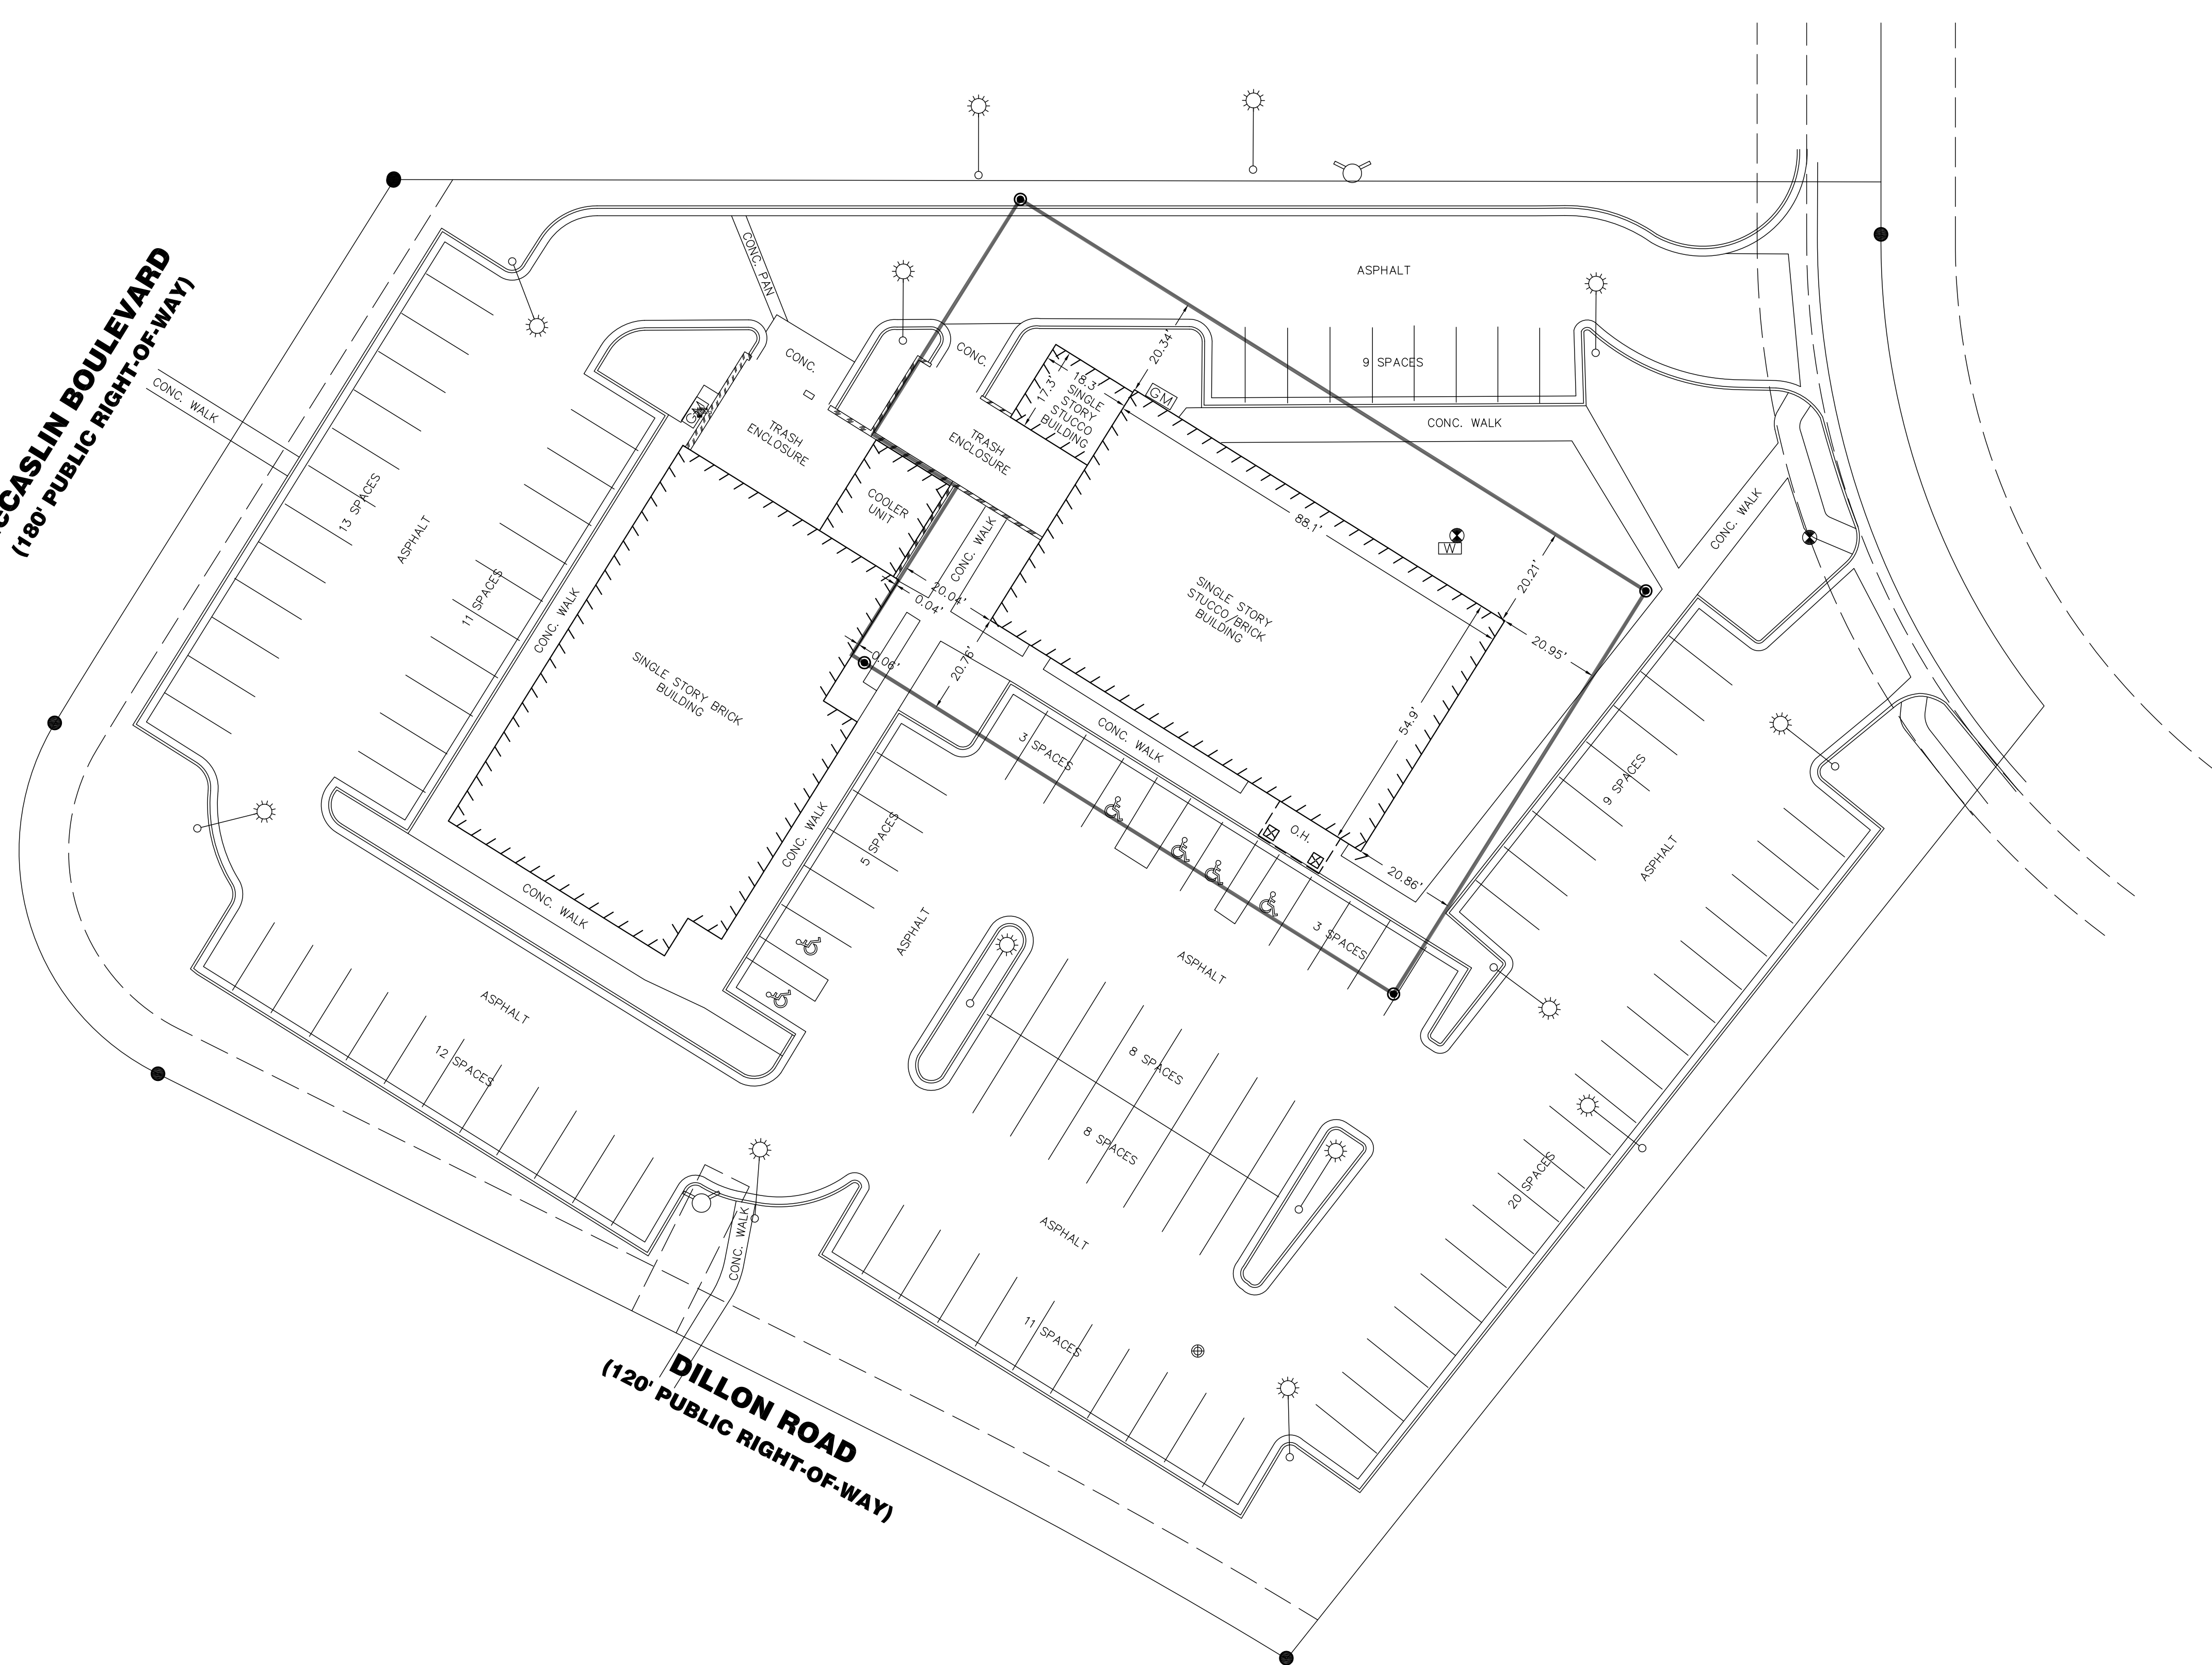 CONC. PAN
ASPHALT
20.34'
9 SPACES
CONC. WALK
CONC.
CONC.
18.3'
17.3'
SINGLE
STORY
STUCCO
BUILDING
GM
GM
TRASH
ENCLOSURE
TRASH
ENCLOSURE
COOLER
UNIT
CONC. WALK
20.04'
0.04'
0.06'
20.76'
88.1'
SINGLE STORY
STUCCO/BRICK
BUILDING
54.9'
W
20.21'
20.95'
20.86'
CONC. WALK
BOULEVARD
(180' PUBLIC RIGHT-OF-WAY)
CONC. WALK
13 SPACES
ASPHALT
11 SPACES
CONC. WALK
SINGLE STORY BRICK
BUILDING
CONC. WALK
CONC. WALK
3 SPACES
CONC. WALK
O.H.
3 SPACES
5 SPACES
ASPHALT
ASPHALT
9 SPACES
ASPHALT
ASPHALT
12 SPACES
8 SPACES
8 SPACES
20 SPACES
ASPHALT
11 SPACES
CONC. WALK
DILLON ROAD
(120' PUBLIC RIGHT-OF-WAY)